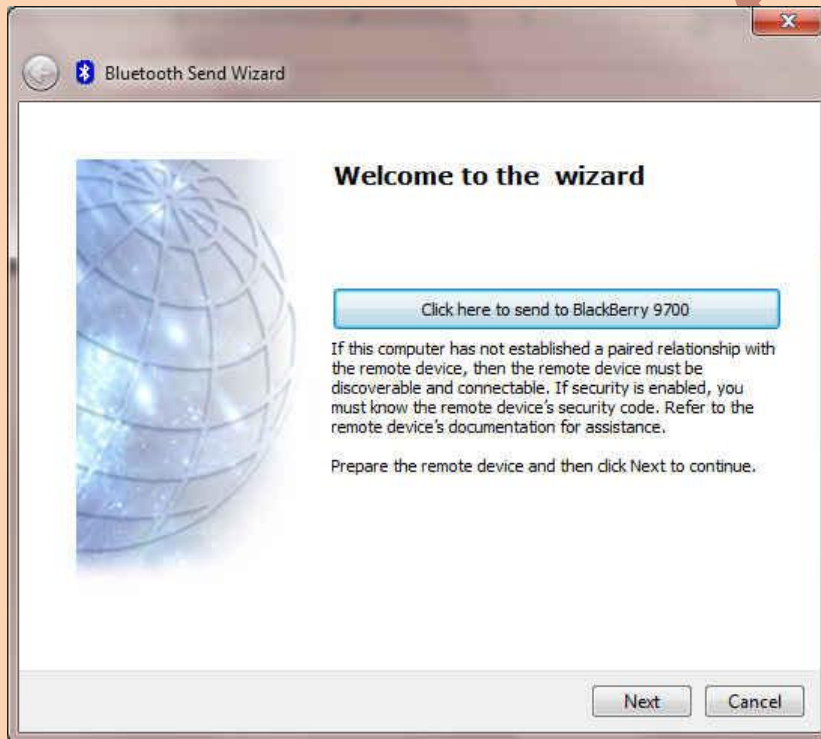 Bluetooth Send Wizard
Welcome to the wizard
Click here to send to BlackBerry 9700
If this computer has not established a paired relationship with
the remote device, then the remote device must be
discoverable and connectable. If security is enabled, you
must know the remote device's security code. Refer to the
remote device's documentation for assistance.
Prepare the remote device and then click Next to continue.
Next
Cancel